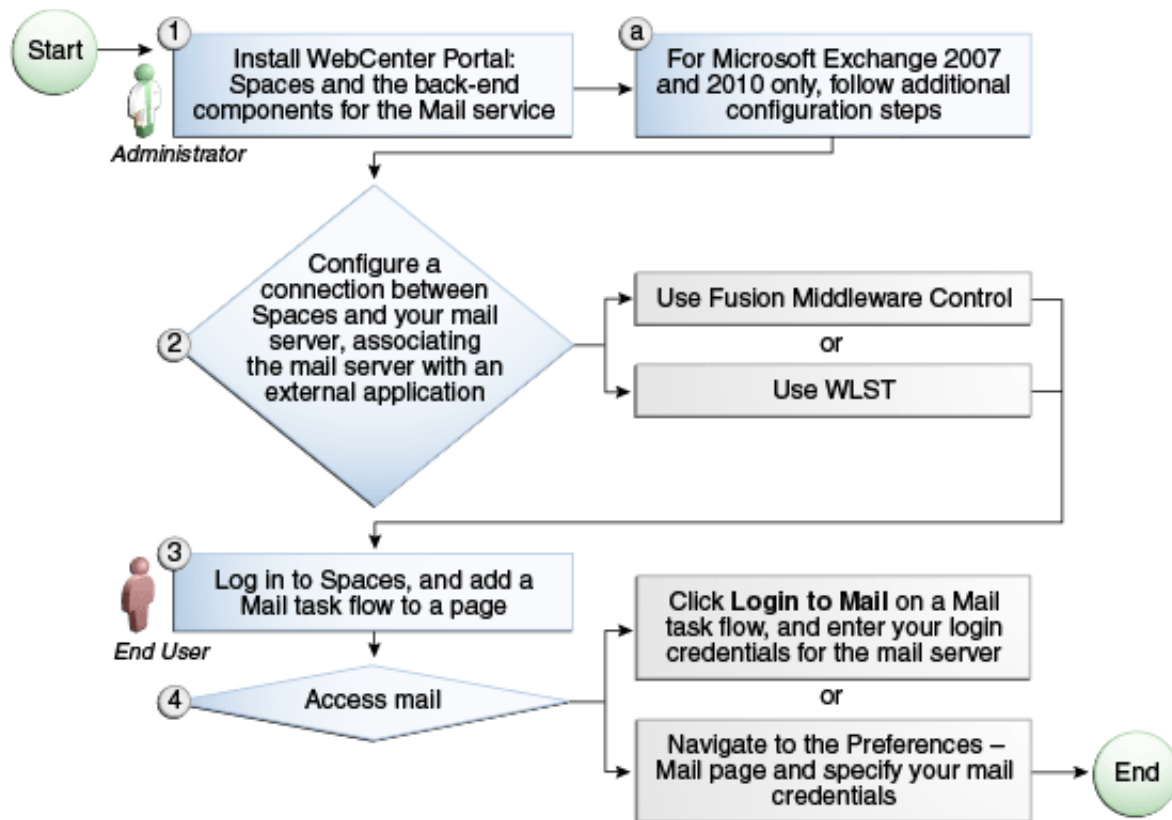 Start
1
Install WebCenter Portal:
Spaces and the back-end
components for the Mail service
Administrator
a
For Microsoft Exchange 2007
and 2010 only, follow additional
configuration steps
2
Configure a
connection between
Spaces and your mail
server, associating
the mail server with an
external application
Use Fusion Middleware Control
or
Use WLST
3
Log in to Spaces, and add a
Mail task flow to a page
End User
4
Access mail
Click Login to Mail on a Mail
task flow, and enter your login
credentials for the mail server
or
Navigate to the Preferences –
Mail page and specify your mail
credentials
End